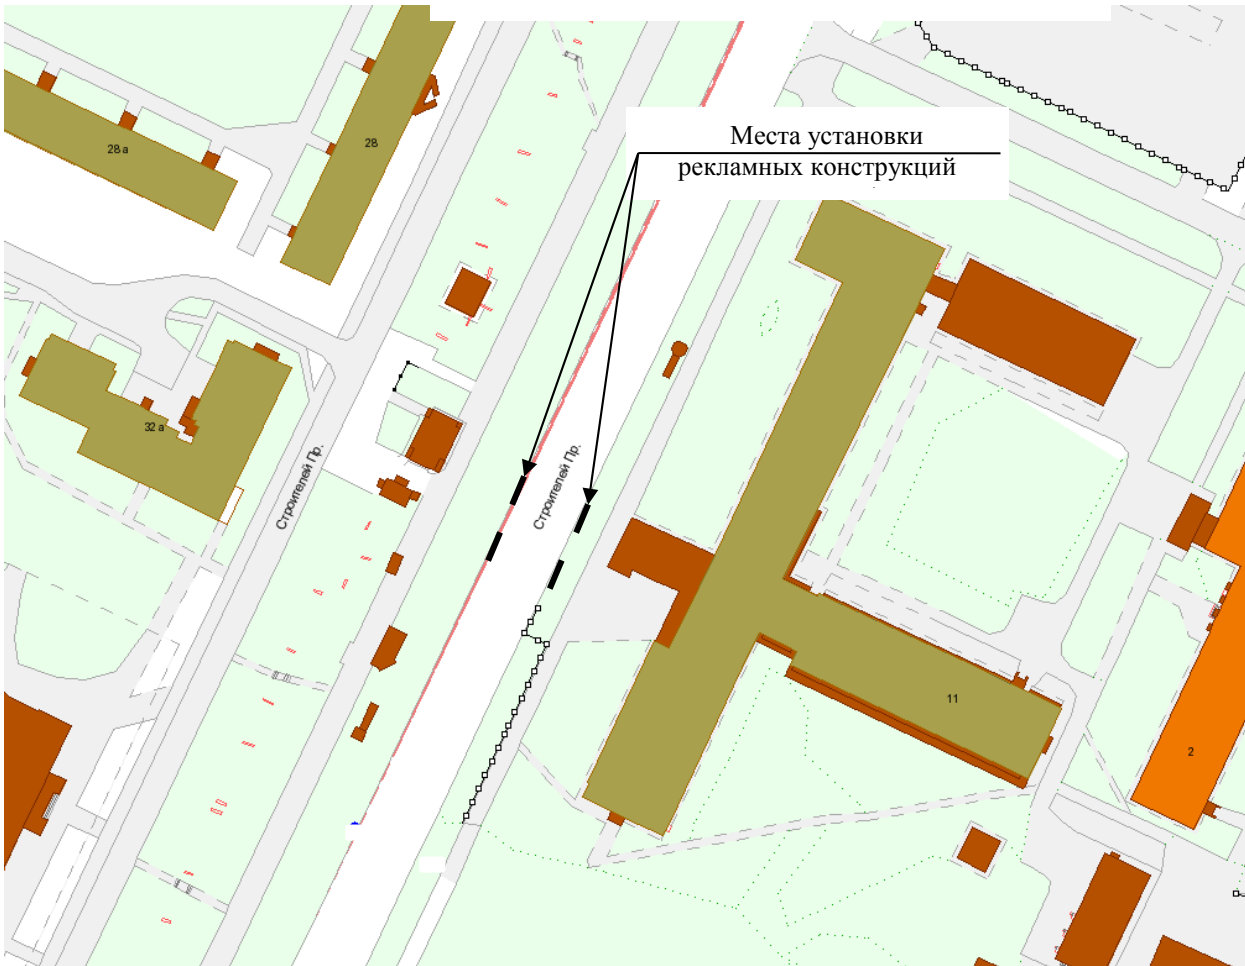 Места установки
рекламных конструкций
28 а
28
32 а
Строителей Пр.
Строителей Пр.
11
2